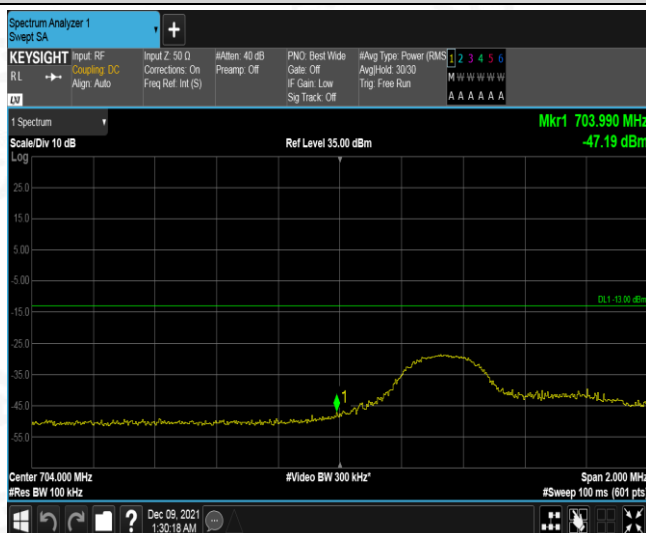 Spectrum Analyzer 1
Swept SA
+
KEYSIGHT
RL
LXI
Input: RF
Coupling: DC
Align: Auto
Input Z: 50 Ω
Corrections: On
Freq Ref: Int (S)
#Atten: 40 dB
Preamp: Off
PNO: Best Wide
Gate: Off
IF Gain: Low
Sig Track: Off
#Avg Type: Power (RMS
Avg|Hold: 30/30
Trig: Free Run
1 2 3 4 5 6
M W W W W W
A A A A A A
1 Spectrum
Mkr1 703.990 MHz
Scale/Div 10 dB
Ref Level 35.00 dBm
-47.19 dBm
Log
25.0
15.0
5.00
-5.00
DL1 -13.00 dBm
-15.0
-25.0
-35.0
1
-45.0
-55.0
Center 704.000 MHz
#Video BW 300 kHz*
Span 2.000 MHz
#Res BW 100 kHz
#Sweep 100 ms (601 pts)
?
Dec 09, 2021
1:30:18 AM